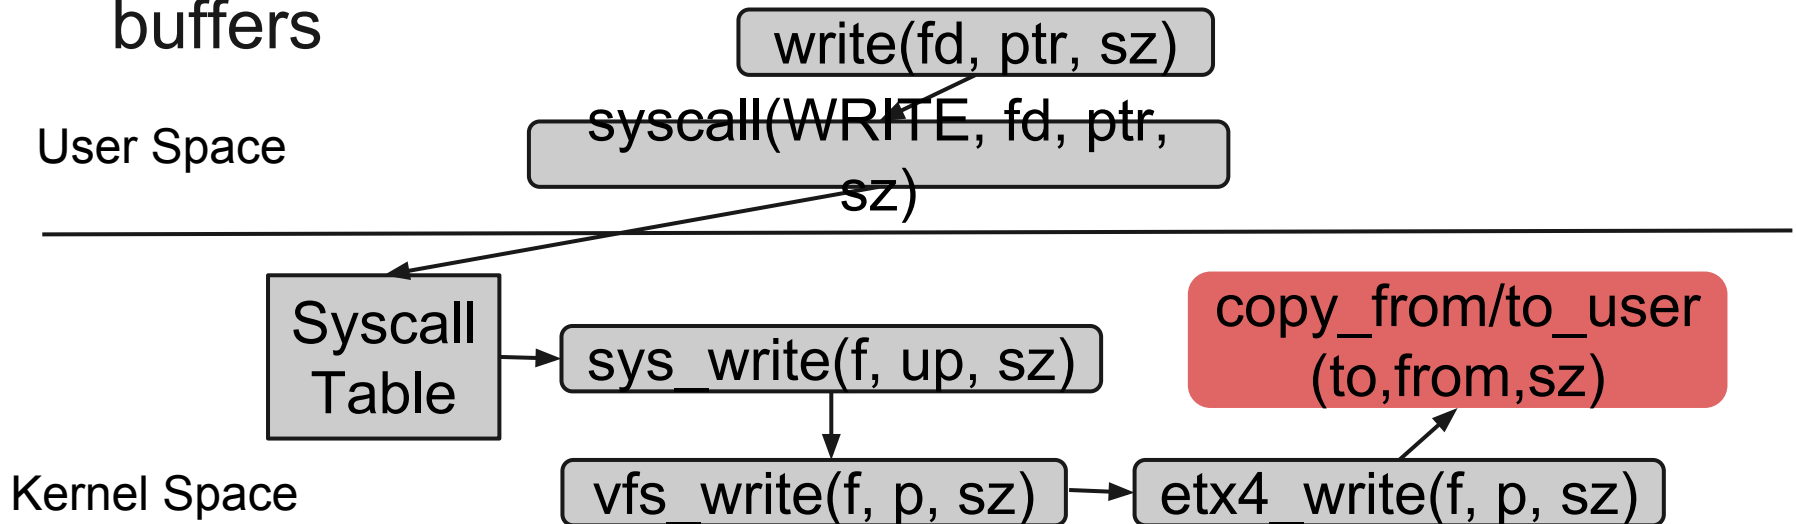 buffers
write(fd, ptr, sz)
syscall(WRITE, fd, ptr,
sz)
User Space
Syscall
Table
sys_write(f, up, sz)
copy_from/to_user
(to,from,sz)
Kernel Space
vfs_write(f, p, sz)
etx4_write(f, p, sz)